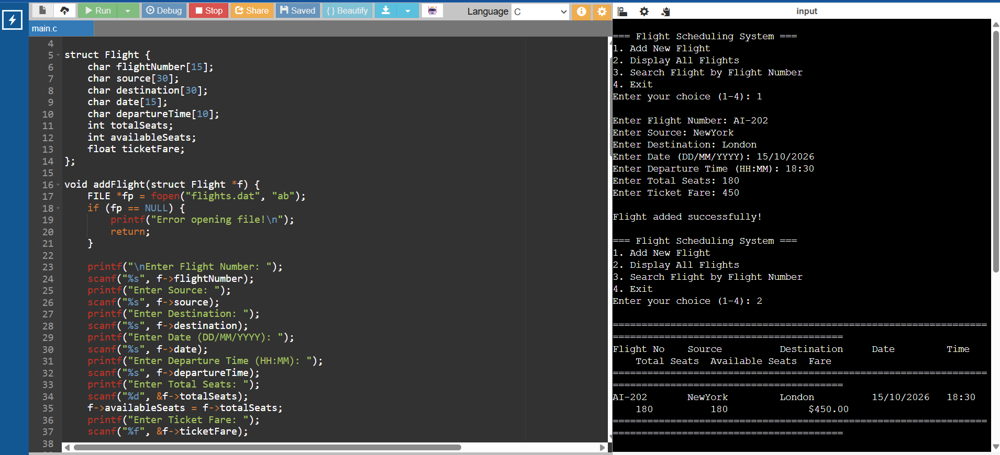 Run
Debug
Stop
Share
Saved
{ } Beautify
Language
C
input
main.c
4
5 struct Flight {
6     char flightNumber[15];
7     char source[30];
8     char destination[30];
9     char date[15];
10     char departureTime[10];
11     int totalSeats;
12     int availableSeats;
13     float ticketFare;
14 };
15
16 void addFlight(struct Flight *f) {
17     FILE *fp = fopen("flights.dat", "ab");
18     if (fp == NULL) {
19         printf("Error opening file!\n");
20         return;
21     }
22
23     printf("\nEnter Flight Number: ");
24     scanf("%s", f->flightNumber);
25     printf("Enter Source: ");
26     scanf("%s", f->source);
27     printf("Enter Destination: ");
28     scanf("%s", f->destination);
29     printf("Enter Date (DD/MM/YYYY): ");
30     scanf("%s", f->date);
31     printf("Enter Departure Time (HH:MM): ");
32     scanf("%s", f->departureTime);
33     printf("Enter Total Seats: ");
34     scanf("%d", &f->totalSeats);
35     f->availableSeats = f->totalSeats;
36     printf("Enter Ticket Fare: ");
37     scanf("%f", &f->ticketFare);
38
=== Flight Scheduling System ===
1. Add New Flight
2. Display All Flights
3. Search Flight by Flight Number
4. Exit
Enter your choice (1-4): 1
Enter Flight Number: AI-202
Enter Source: NewYork
Enter Destination: London
Enter Date (DD/MM/YYYY): 15/10/2026
Enter Departure Time (HH:MM): 18:30
Enter Total Seats: 180
Enter Ticket Fare: 450
Flight added successfully!
=== Flight Scheduling System ===
1. Add New Flight
2. Display All Flights
3. Search Flight by Flight Number
4. Exit
Enter your choice (1-4): 2
=================================================================
========================================
Flight No    Source          Destination     Date         Time
    Total Seats  Available Seats  Fare
=================================================================
========================================
AI-202       NewYork         London          15/10/2026   18:30
    180          180              $450.00
=================================================================
========================================